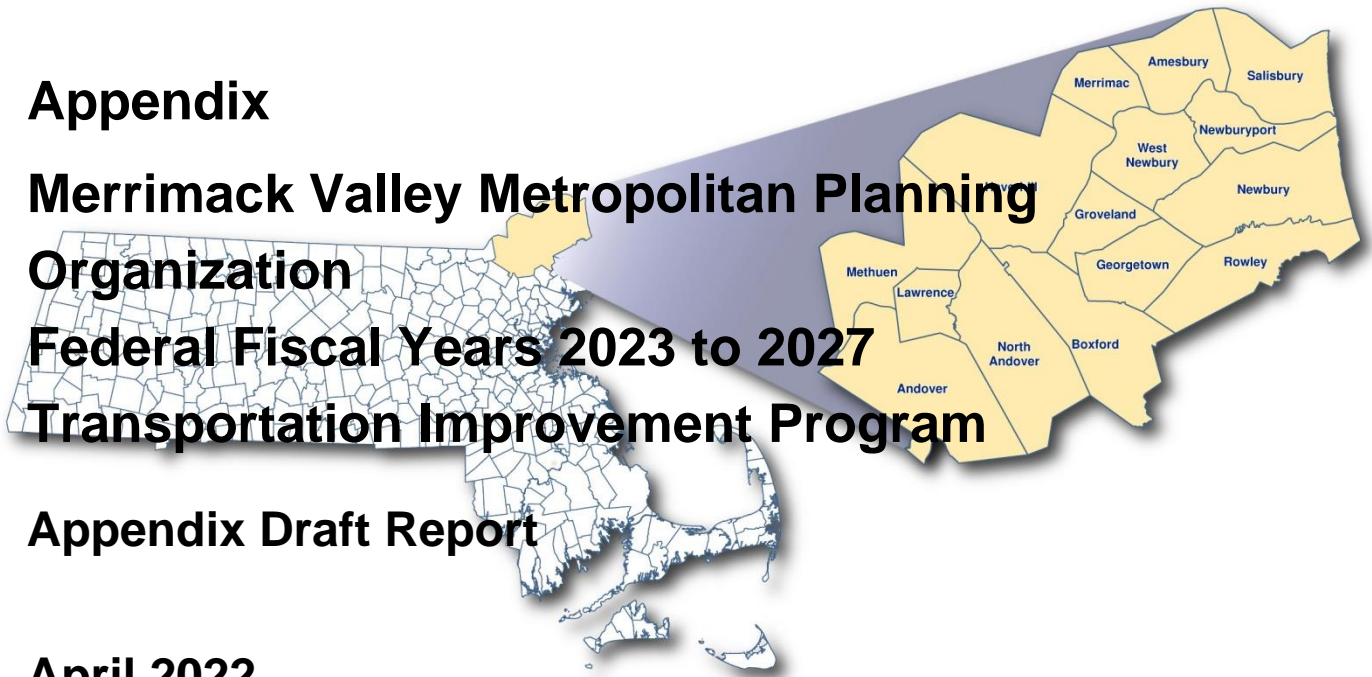 Appendix
Merrimack Valley Metropolitan Planning
Organization
Federal Fiscal Years 2023 to 2027
Transportation Improvement Program
Appendix Draft Report
April 2022
Amesbury
Salisbury
Merrimac
Newburyport
West
Newbury
Newbury
Groveland
Methuen
Georgetown
Rowley
Lawrence
North
Andover
Boxford
Andover